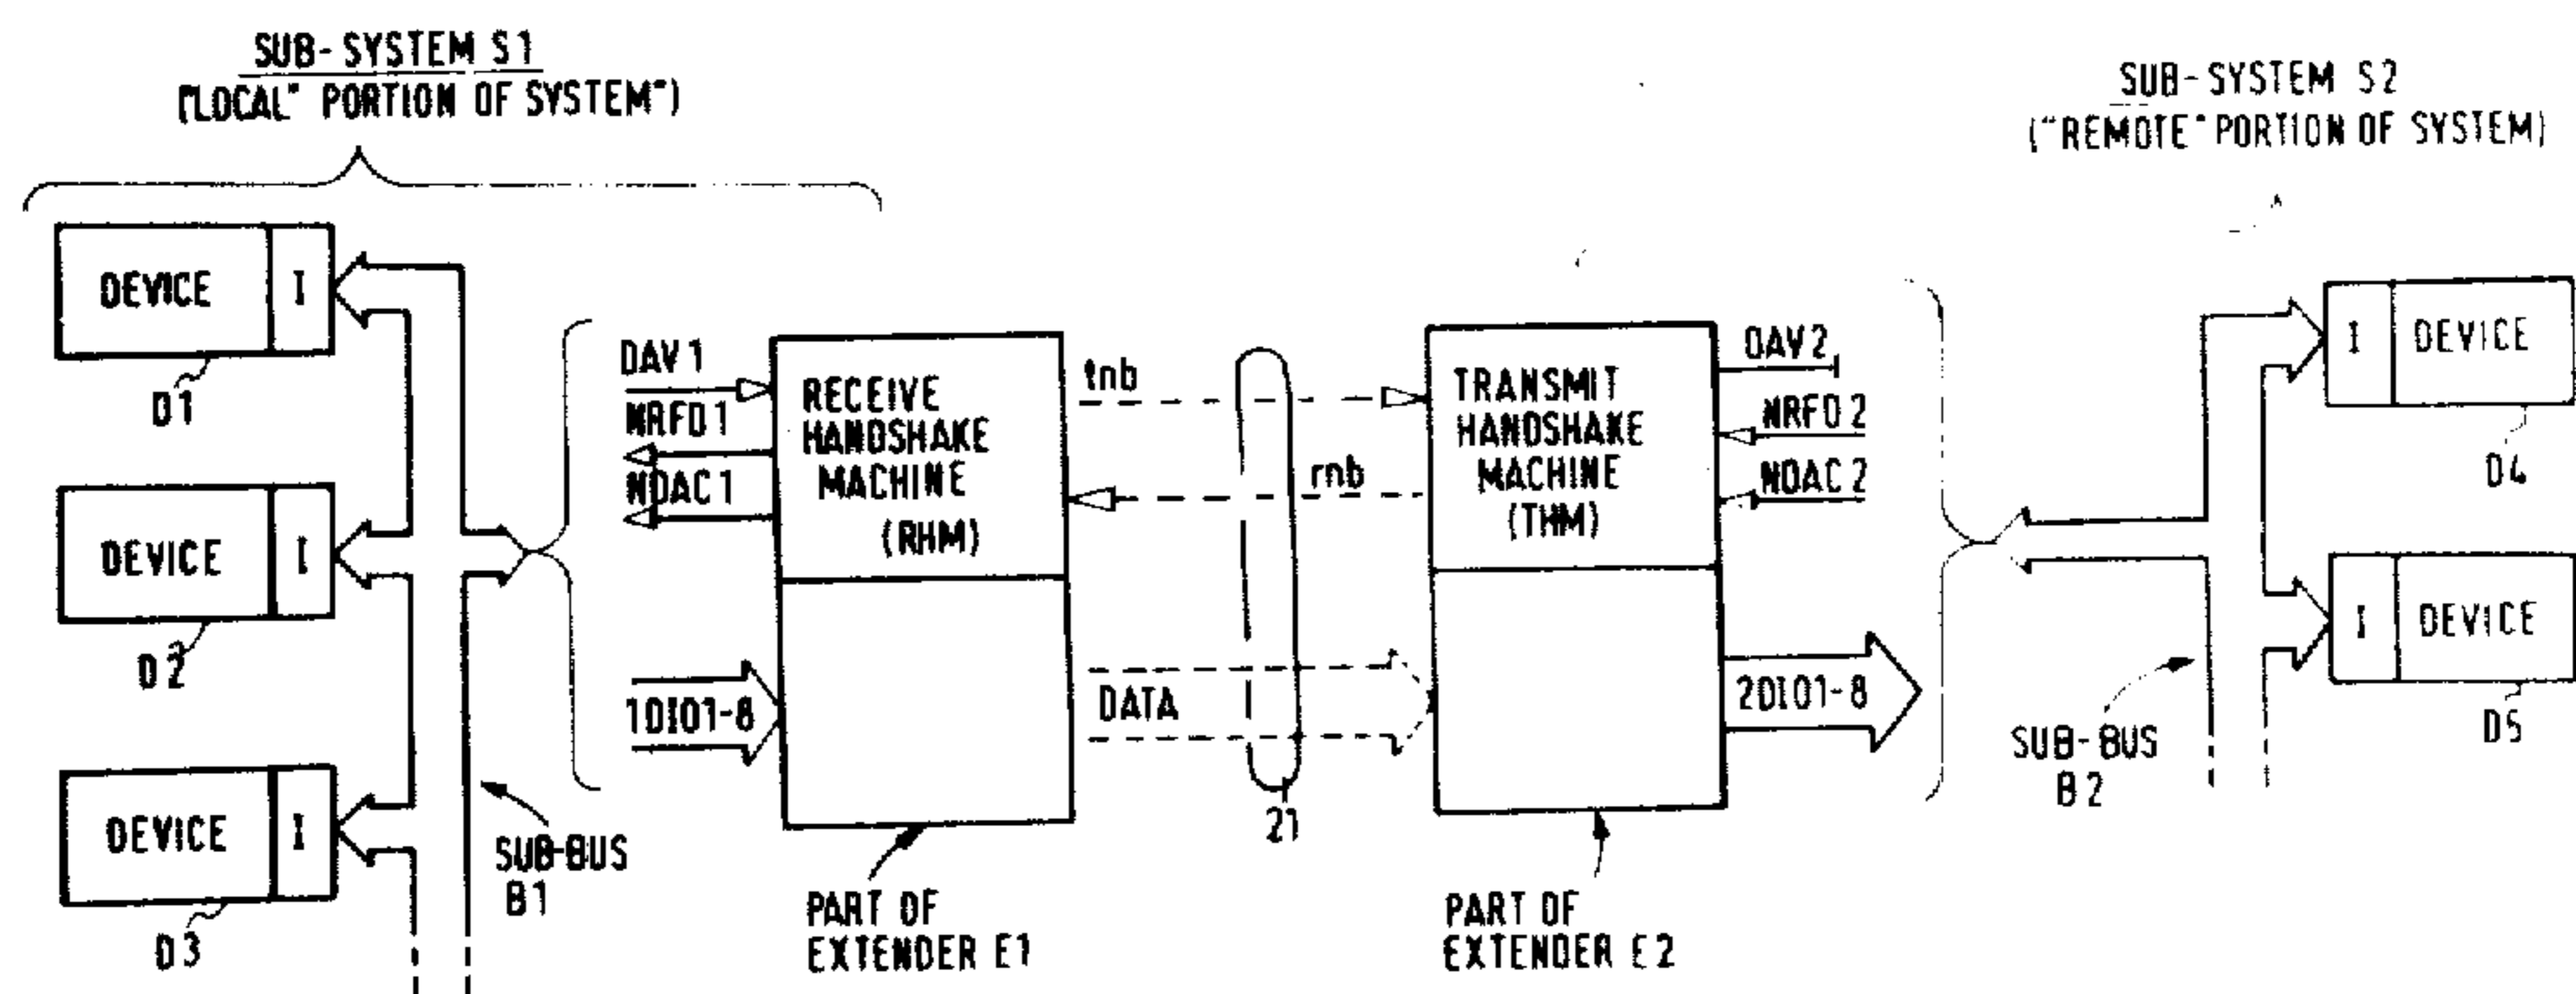 SUB-SYSTEM S1
("LOCAL" PORTION OF SYSTEM")
SUB-SYSTEM S2
("REMOTE" PORTION OF SYSTEM)
DEVICE I
D1
DEVICE I
D2
DEVICE I
D3
SUB-BUS
B1
DAV1
NRFD1
NDAC1
1DIO1-8
RECEIVE
HANDSHAKE
MACHINE
(RHM)
PART OF
EXTENDER E1
tnb
rnb
DATA
21
TRANSMIT
HANDSHAKE
MACHINE
(THM)
PART OF
EXTENDER E2
DAV2
NRFD2
NDAC2
2DIO1-8
SUB-BUS
B2
I DEVICE
D4
I DEVICE
D5